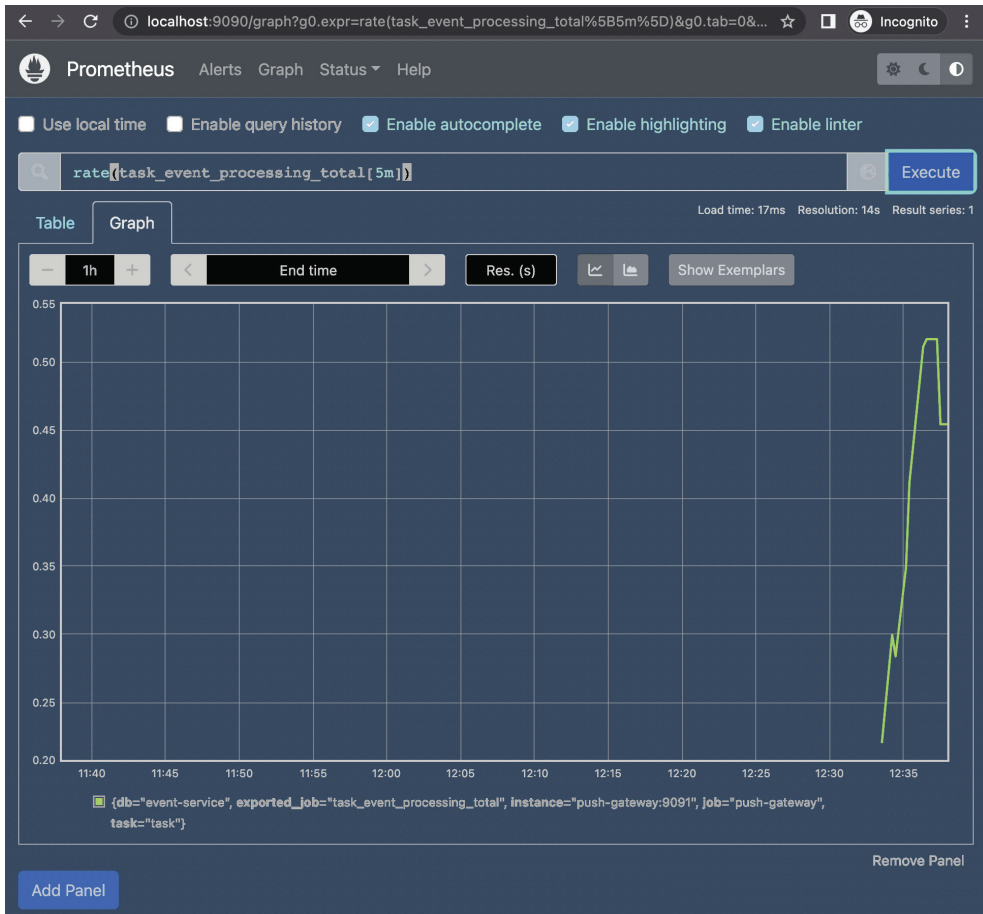 localhost:9090/graph?g0.expr=rate(task_event_processing_total%5B5m%5D)&g0.tab=0&... Incognito
Prometheus Alerts Graph Status Help
Use local time Enable query history Enable autocomplete Enable highlighting Enable linter
rate(task_event_processing_total[5m]) Execute
Load time: 17ms Resolution: 14s Result series: 1
Table Graph
− 1h + < End time > Res. (s) Show Exemplars
0.55
0.50
0.45
0.40
0.35
0.30
0.25
0.20
11:40 11:45 11:50 11:55 12:00 12:05 12:10 12:15 12:20 12:25 12:30 12:35
{db="event-service", exported_job="task_event_processing_total", instance="push-gateway:9091", job="push-gateway",
task="task"}
Remove Panel
Add Panel